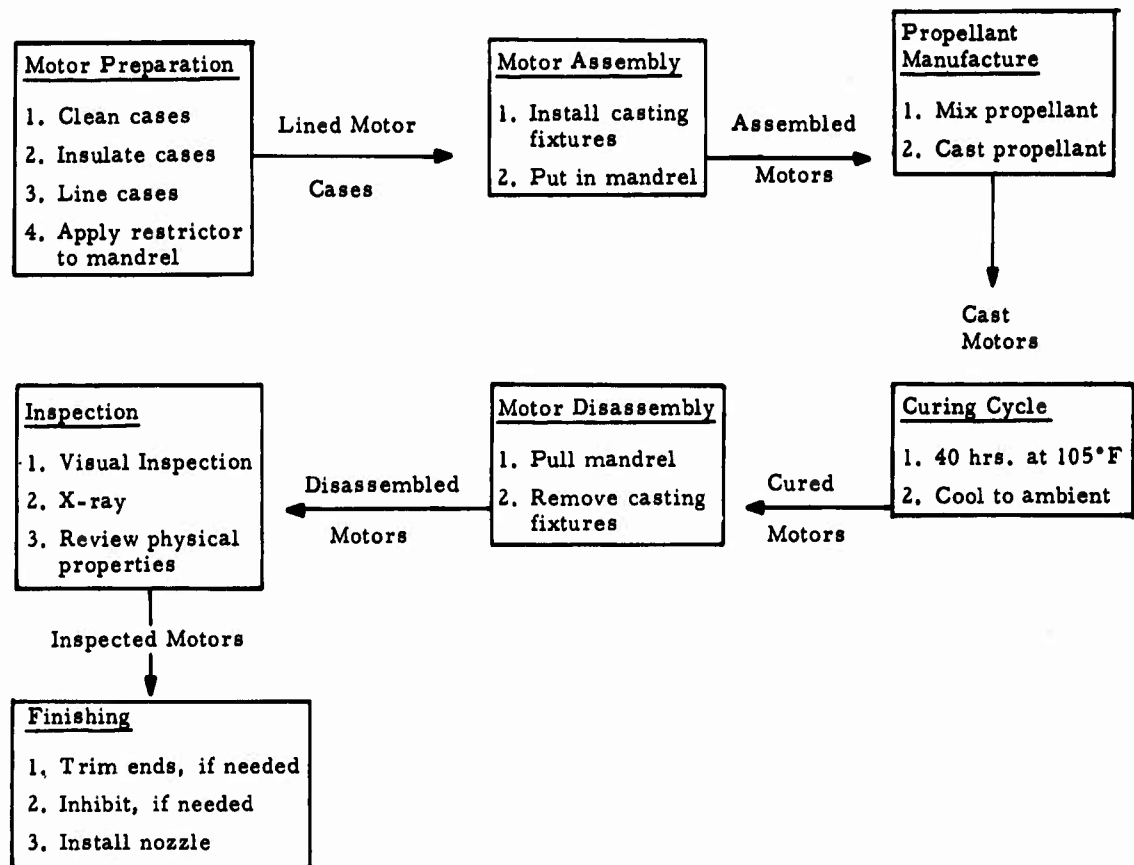 Motor Preparation
1. Clean cases
2. Insulate cases
3. Line cases
4. Apply restrictor
to mandrel
Lined Motor
Cases
Motor Assembly
1. Install casting
fixtures
2. Put in mandrel
Assembled
Motors
Propellant
Manufacture
1. Mix propellant
2. Cast propellant
Cast
Motors
Curing Cycle
1. 40 hrs. at 105°F
2. Cool to ambient
Cured
Motors
Motor Disassembly
1. Pull mandrel
2. Remove casting
fixtures
Disassembled
Motors
Inspection
1. Visual Inspection
2. X-ray
3. Review physical
properties
Inspected Motors
Finishing
1. Trim ends, if needed
2. Inhibit, if needed
3. Install nozzle